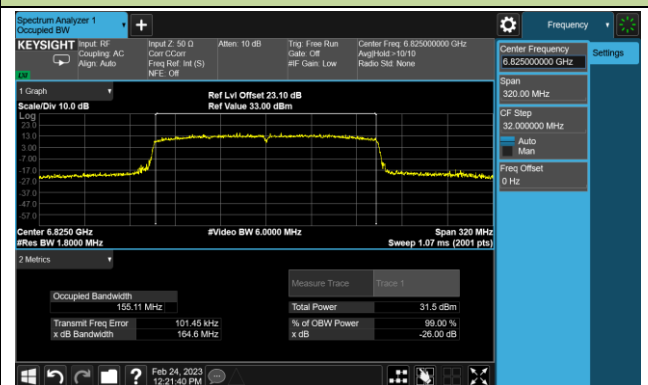 Spectrum Analyzer 1
Occupied BW
+
Frequency
KEYSIGHT
Input: RF
Coupling: AC
Align: Auto
Input Z: 50 Ω
Corr CCorr
Freq Ref: Int (S)
NFE: Off
Atten: 10 dB
Trig: Free Run
Gate: Off
#IF Gain: Low
Center Freq: 6.825000000 GHz
Avg|Hold:>10/10
Radio Std: None
Center Frequency
6.825000000 GHz
Settings
Span
320.00 MHz
CF Step
32.000000 MHz
Auto
Man
Freq Offset
0 Hz
1 Graph
Ref Lvl Offset 23.10 dB
Scale/Div 10.0 dB
Ref Value 33.00 dBm
Log
23.0
13.0
3.00
-7.00
-17.0
-27.0
-37.0
-47.0
-57.0
Center 6.8250 GHz
#Video BW 6.0000 MHz
Span 320 MHz
#Res BW 1.8000 MHz
Sweep 1.07 ms (2001 pts)
2 Metrics
Measure Trace
Trace 1
Occupied Bandwidth
155.11 MHz
Total Power
31.5 dBm
Transmit Freq Error
101.45 kHz
% of OBW Power
99.00 %
x dB Bandwidth
164.6 MHz
x dB
-26.00 dB
?
Feb 24, 2023
12:21:40 PM